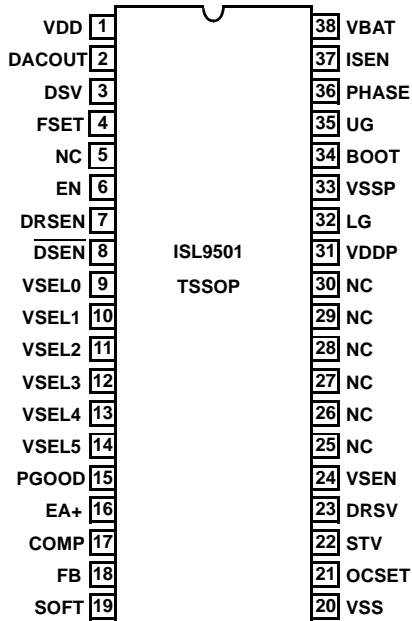 VDD 1 38 VBAT
DACOUT 2 37 ISEN
DSV 3 36 PHASE
FSET 4 35 UG
NC 5 34 BOOT
EN 6 33 VSSP
DRSEN 7 32 LG
DSEN 8 ISL9501 31 VDDP
VSEL0 9 TSSOP 30 NC
VSEL1 10 29 NC
VSEL2 11 28 NC
VSEL3 12 27 NC
VSEL4 13 26 NC
VSEL5 14 25 NC
PGOOD 15 24 VSEN
EA+ 16 23 DRSV
COMP 17 22 STV
FB 18 21 OCSET
SOFT 19 20 VSS